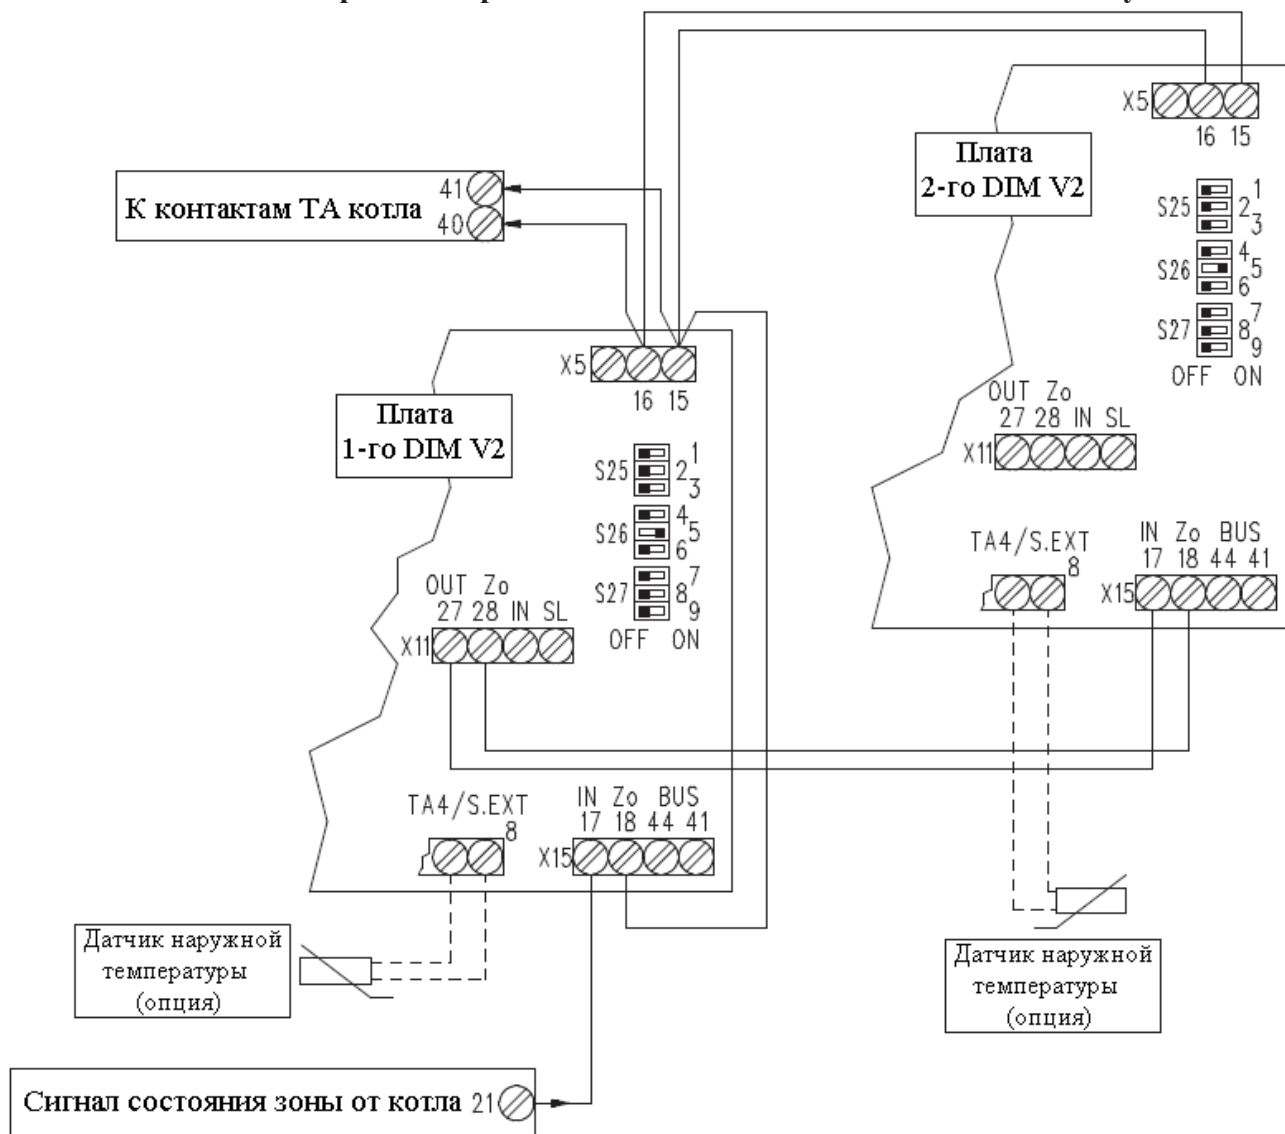 X5
16 15
Плата
2-го DIM V2
41
К контактам ТА котла
40
1
S25 2
3
4
S26 5
6
7
S27 8
9
OFF ON
X5
16 15
OUT Zo
27 28 IN SL
X11
Плата
1-го DIM V2
1
S25 2
3
4
S26 5
6
7
S27 8
9
OFF ON
TA4/S.EXT
8
IN Zo BUS
17 18 44 41
X15
OUT Zo
27 28 IN SL
X11
TA4/S.EXT
8
IN Zo BUS
17 18 44 41
X15
Датчик наружной
температуры
(опция)
Датчик наружной
температуры
(опция)
Сигнал состояния зоны от котла 21